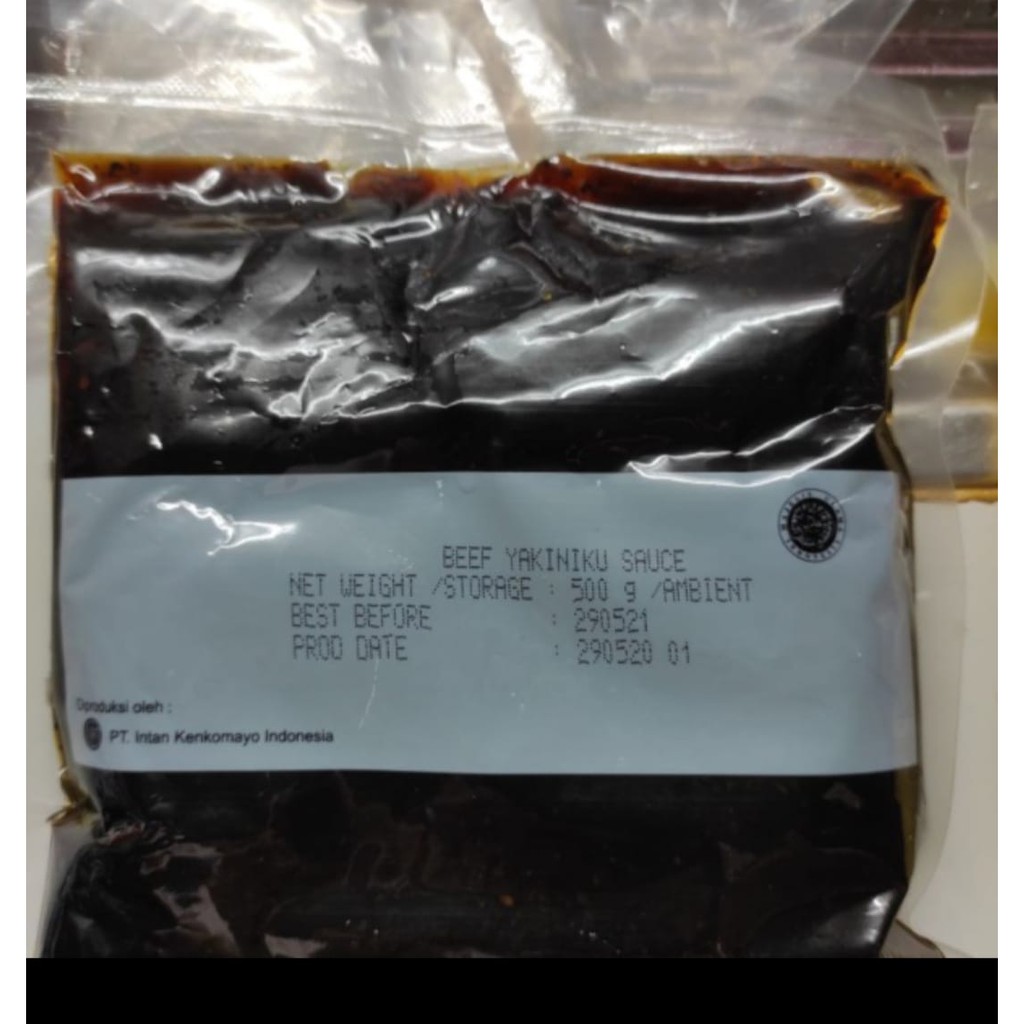 BEEF YAKINIKU SAUCE
NET WEIGHT /STORAGE : 500 g /AMBIENT
BEST BEFORE : 290521
PROD DATE : 290520 01
Diproduksi oleh :
PT. Intan Kenkomayo Indonesia